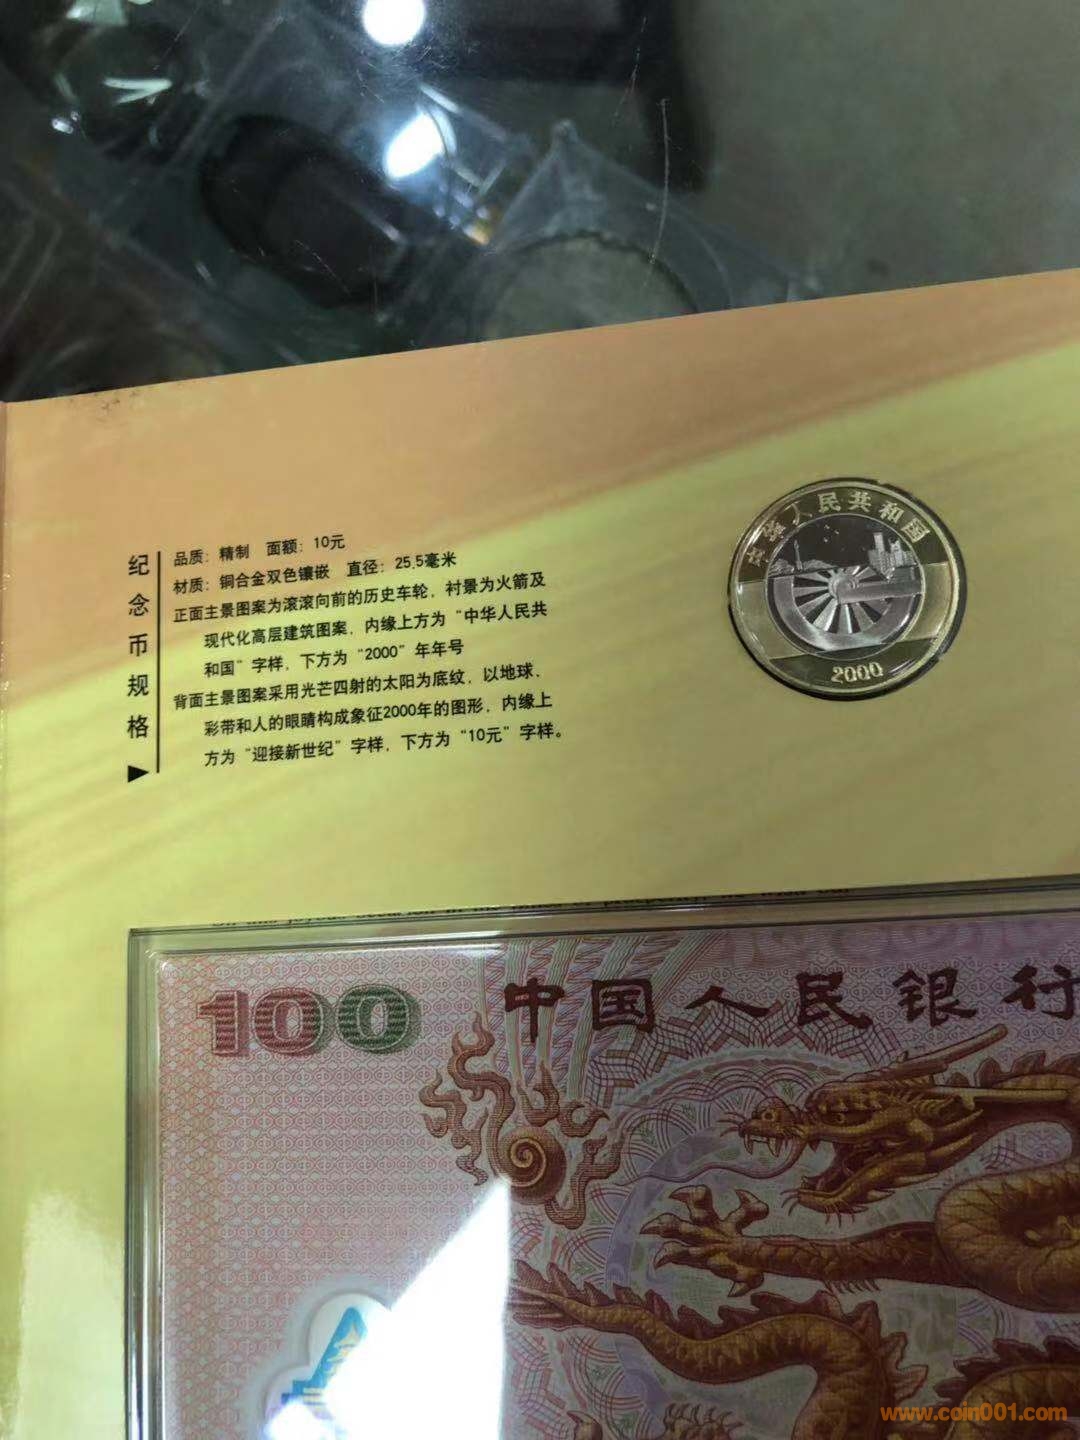 纪念币规格
品质：精制 面额：10元
材质：铜合金双色镶嵌 直径：25.5毫米
正面主景图案为滚滚向前的历史车轮，衬景为火箭及
现代化高层建筑图案，内缘上方为“中华人民共
和国”字样，下方为“2000”年年号
背面主景图案采用光芒四射的太阳为底纹，以地球、
彩带和人的眼睛构成象征2000年的图形，内缘上
方为“迎接新世纪”字样，下方为“10元”字样。
中华人民共和国
2000
100
中国人民银行
www.coin001.com